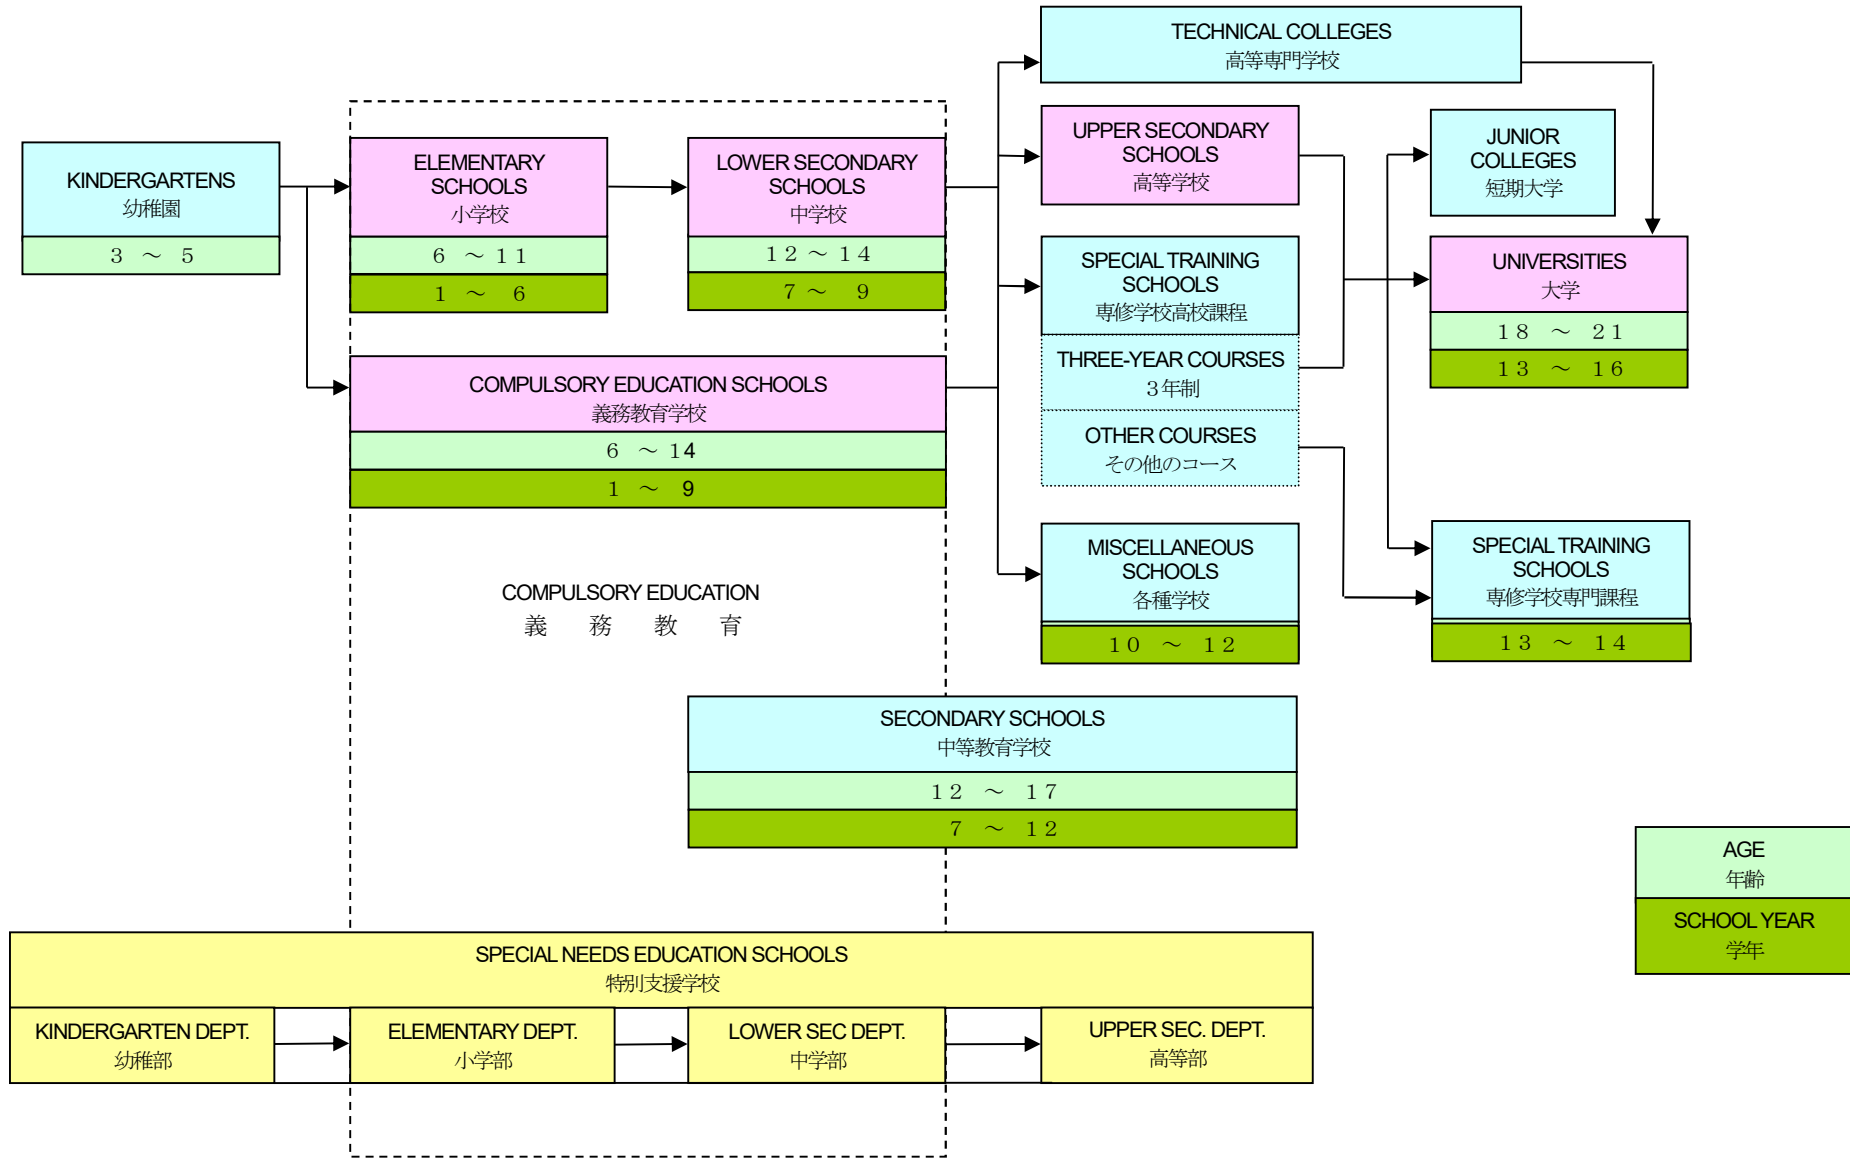 TECHNICAL COLLEGES
高等専門学校
KINDERGARTENS
幼稚園
3 ～ 5
ELEMENTARY
SCHOOLS
小学校
6 ～ 11
1 ～ 6
LOWER SECONDARY
SCHOOLS
中学校
12 ～ 14
7 ～ 9
UPPER SECONDARY
SCHOOLS
高等学校
JUNIOR
COLLEGES
短期大学
SPECIAL TRAINING
SCHOOLS
専修学校高校課程
THREE-YEAR COURSES
３年制
OTHER COURSES
その他のコース
UNIVERSITIES
大学
18 ～ 21
13 ～ 16
COMPULSORY EDUCATION SCHOOLS
義務教育学校
6 ～ 14
1 ～ 9
MISCELLANEOUS
SCHOOLS
各種学校
10 ～ 12
SPECIAL TRAINING
SCHOOLS
専修学校専門課程
13 ～ 14
COMPULSORY EDUCATION
義 務 教 育
SECONDARY SCHOOLS
中等教育学校
12 ～ 17
7 ～ 12
AGE
年齢
SCHOOL YEAR
学年
SPECIAL NEEDS EDUCATION SCHOOLS
特別支援学校
KINDERGARTEN DEPT.
幼稚部
ELEMENTARY DEPT.
小学部
LOWER SEC DEPT.
中学部
UPPER SEC. DEPT.
高等部